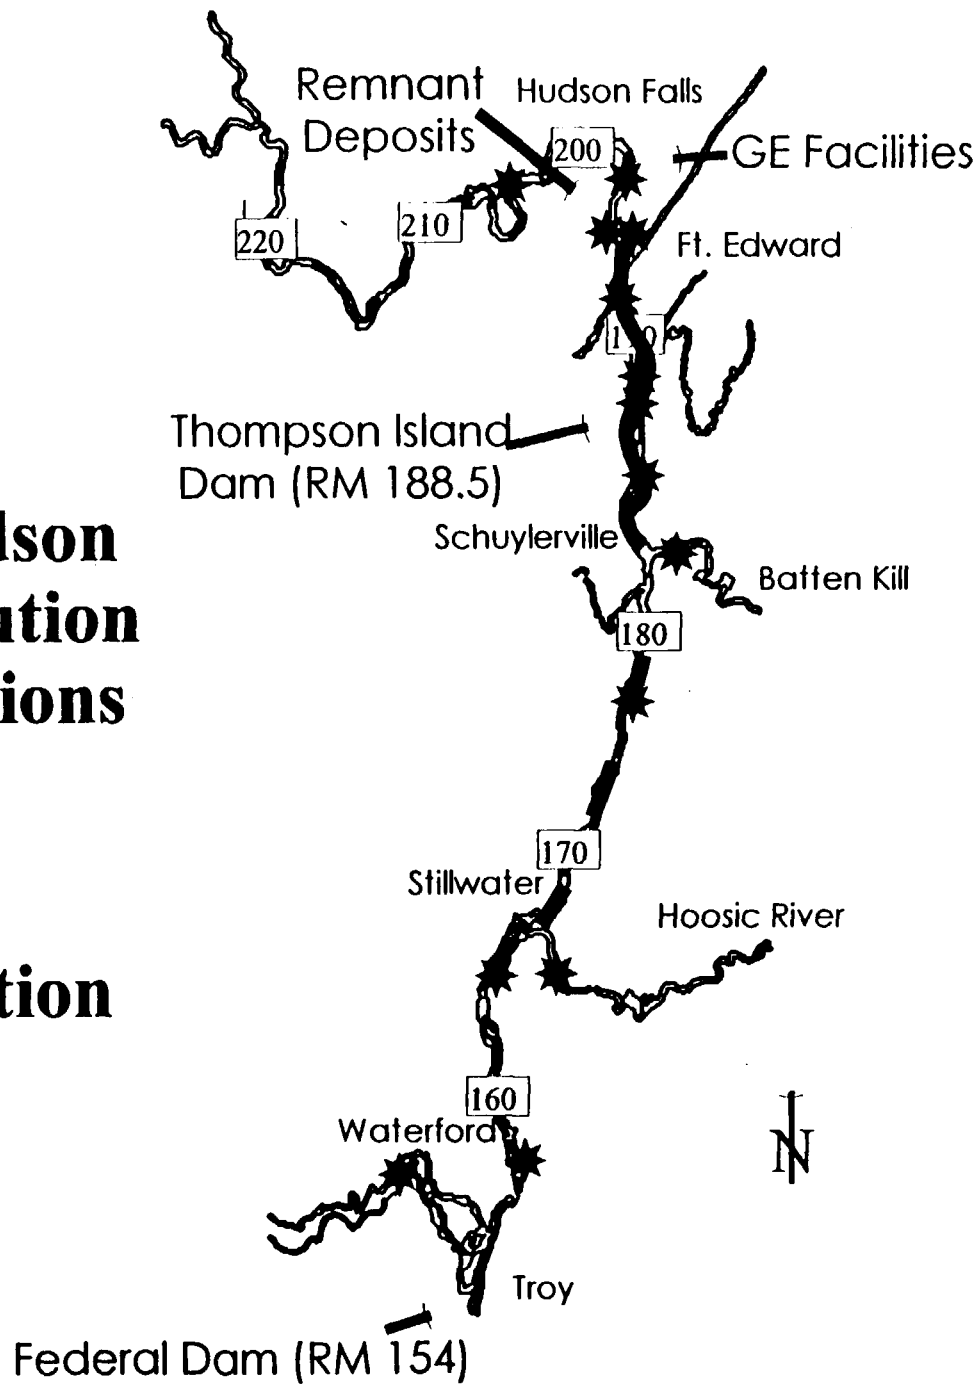 Remnant
Deposits
Hudson Falls
200
GE Facilities
210
220
Ft. Edward
Thompson Island
Dam (RM 188.5)
dson
Schuylerville
Batten Kill
ution
180
ions
170
Stillwater
Hoosic River
tion
160
Waterford
N
Troy
Federal Dam (RM 154)